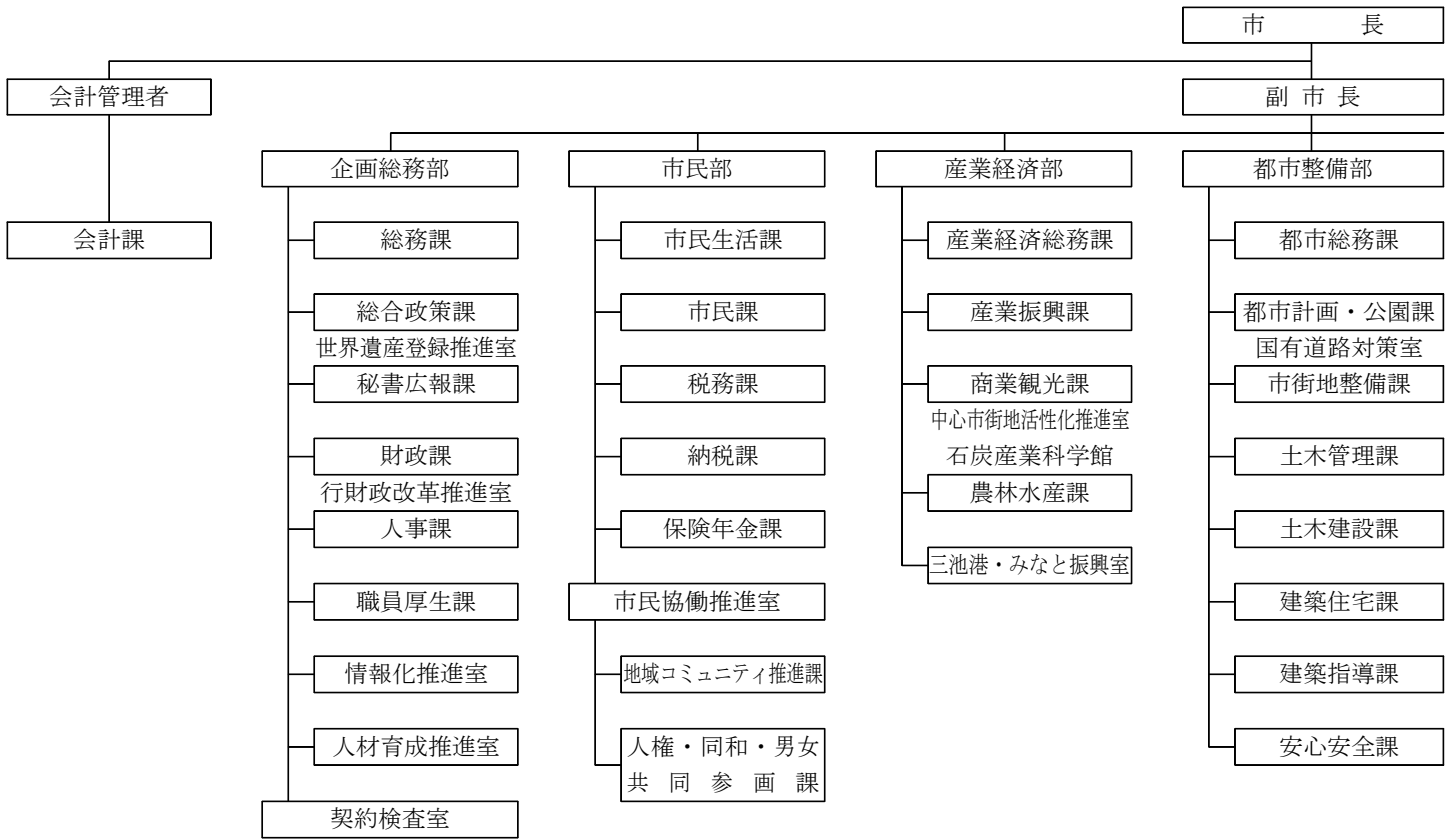 市 長
会計管理者
副 市 長
企画総務部
市民部
産業経済部
都市整備部
会計課
総務課
総合政策課
世界遺産登録推進室
秘書広報課
財政課
行財政改革推進室
人事課
職員厚生課
情報化推進室
人材育成推進室
契約検査室
市民生活課
市民課
税務課
納税課
保険年金課
市民協働推進室
地域コミュニティ推進課
人権・同和・男女
共 同 参 画 課
産業経済総務課
産業振興課
商業観光課
中心市街地活性化推進室
石炭産業科学館
農林水産課
三池港・みなと振興室
都市総務課
都市計画・公園課
国有道路対策室
市街地整備課
土木管理課
土木建設課
建築住宅課
建築指導課
安心安全課